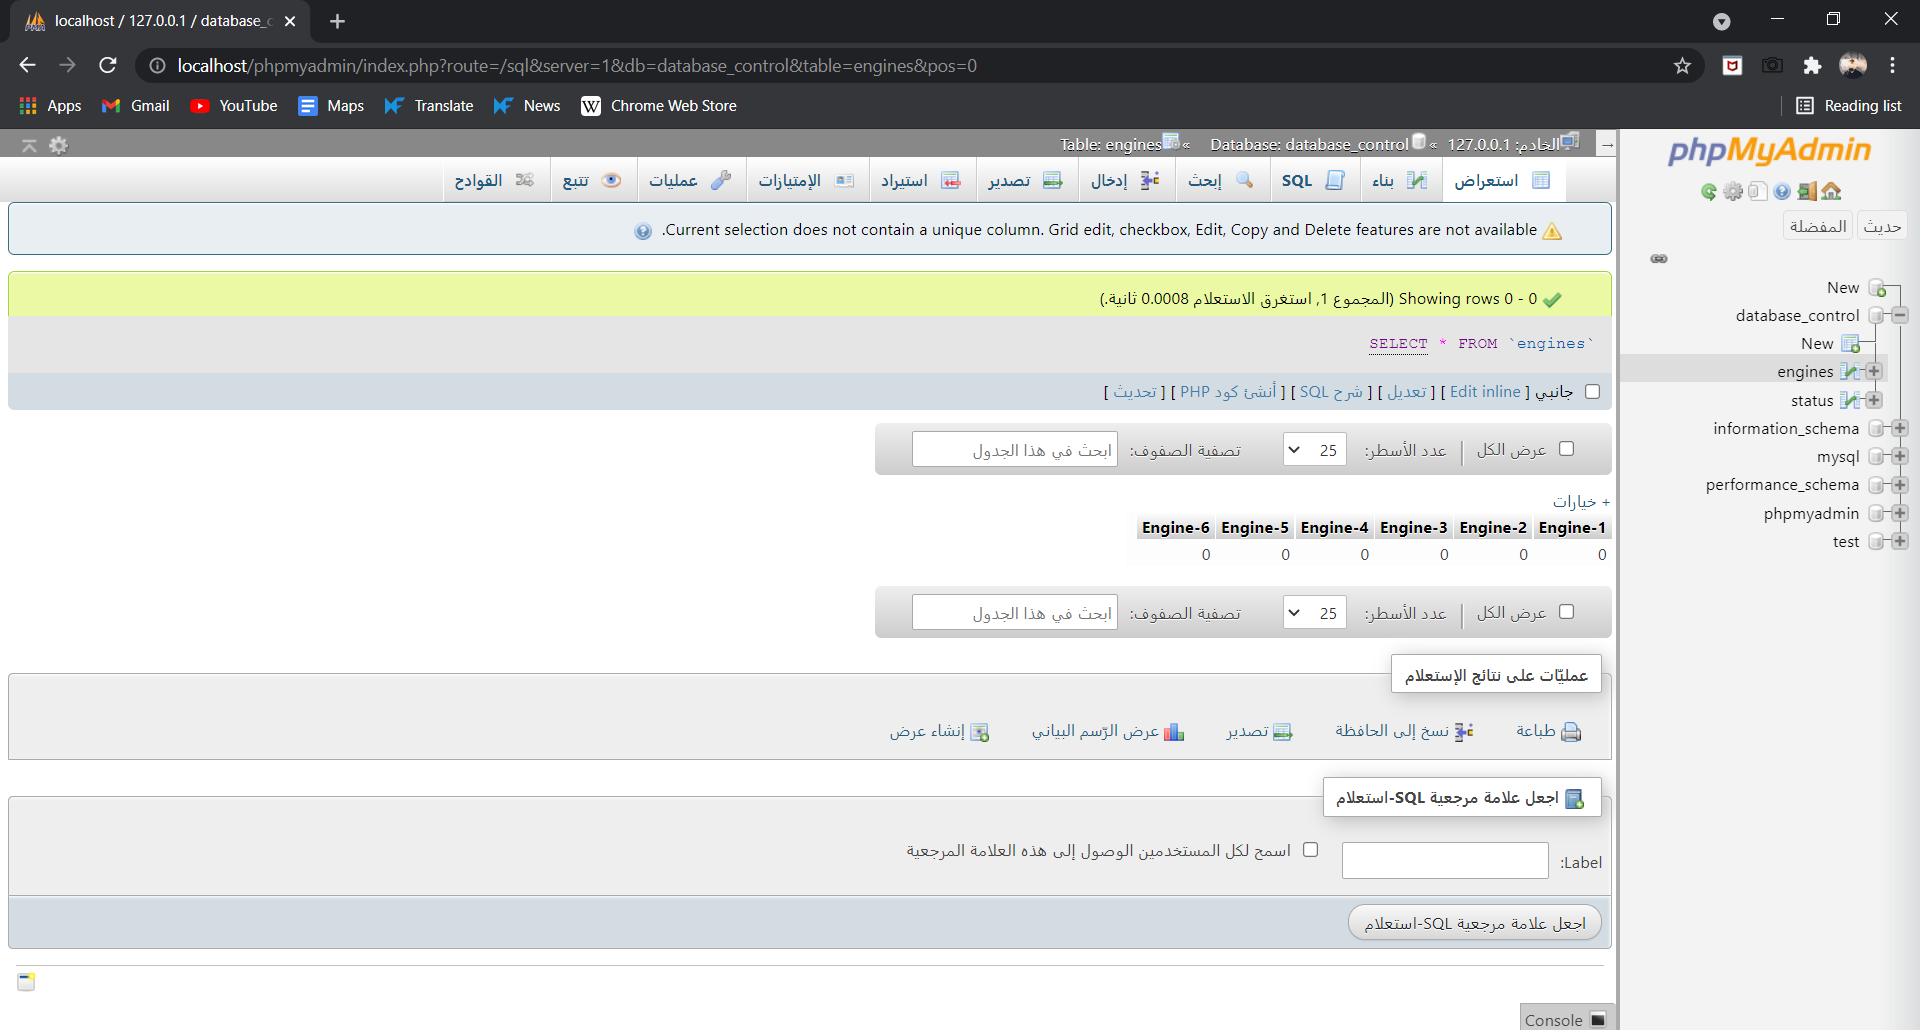 localhost / 127.0.0.1 / database_c
localhost/phpmyadmin/index.php?route=/sql&server=1&db=database_control&table=engines&pos=0
Apps
Gmail
YouTube
Maps
Translate
News
Chrome Web Store
Reading list
الخادم: 127.0.0.1 » Database: database_control » Table: engines
استعراض
بناء
SQL
إبحث
إدخال
تصدير
استيراد
الإمتيازات
عمليات
تتبع
القوادح
Current selection does not contain a unique column. Grid edit, checkbox, Edit, Copy and Delete features are not available.
Showing rows 0 - 0 (المجموع 1, استغرق الاستعلام 0.0008 ثانية.)
SELECT * FROM `engines`
جانبي [ Edit inline ] [ تعديل ] [ شرح SQL ] [ أنشئ كود PHP ] [ تحديث ]
عرض الكل
عدد الأسطر: 25
تصفية الصفوف: ابحث في هذا الجدول
+ خيارات
Engine-1 Engine-2 Engine-3 Engine-4 Engine-5 Engine-6
0 0 0 0 0 0
عرض الكل
عدد الأسطر: 25
تصفية الصفوف: ابحث في هذا الجدول
عمليّات على نتائج الإستعلام
طباعة
نسخ إلى الحافظة
تصدير
عرض الرّسم البياني
إنشاء عرض
اجعل علامة مرجعية SQL-استعلام
Label:
اسمح لكل المستخدمين الوصول إلى هذه العلامة المرجعية
اجعل علامة مرجعية SQL-استعلام
Console
phpMyAdmin
حديث
المفضلة
New
database_control
New
engines
status
information_schema
mysql
performance_schema
phpmyadmin
test